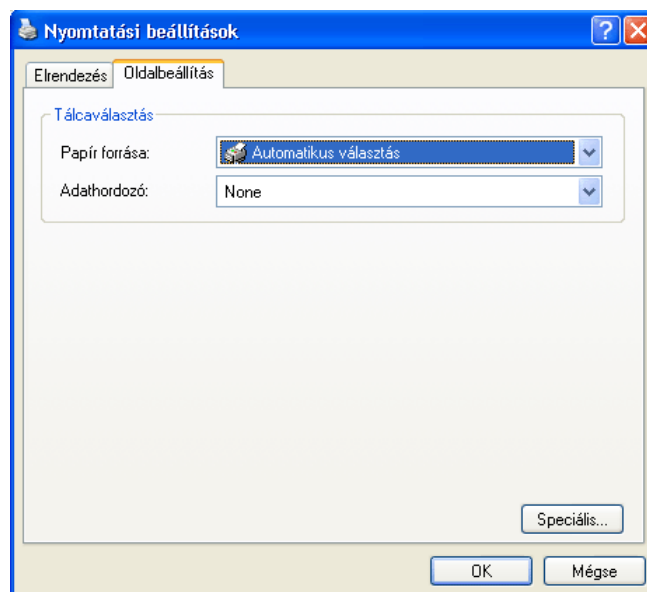 Nyomtatási beállítások
Elrendezés Oldalbeállítás
Tálcaválasztás
Papír forrása: Automatikus választás
Adathordozó: None
Speciális...
OK Mégse